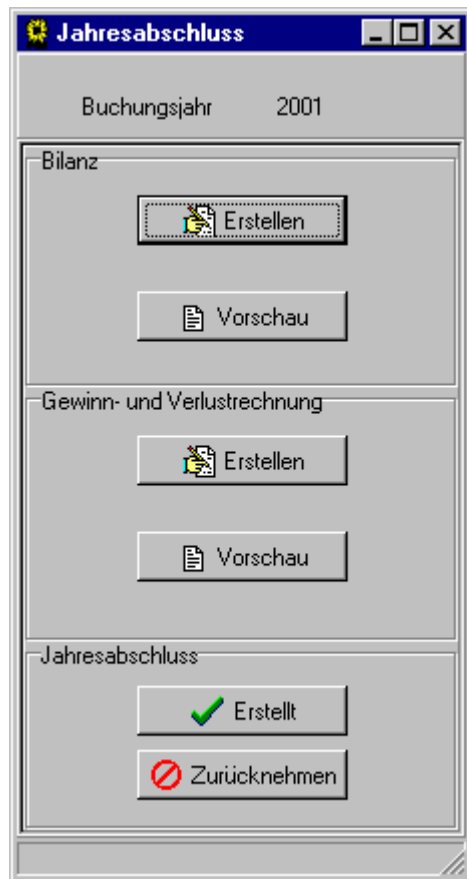 Jahresabschluss
Buchungsjahr 2001
Bilanz
Erstellen
Vorschau
Gewinn- und Verlustrechnung
Erstellen
Vorschau
Jahresabschluss
Erstellt
Zurücknehmen